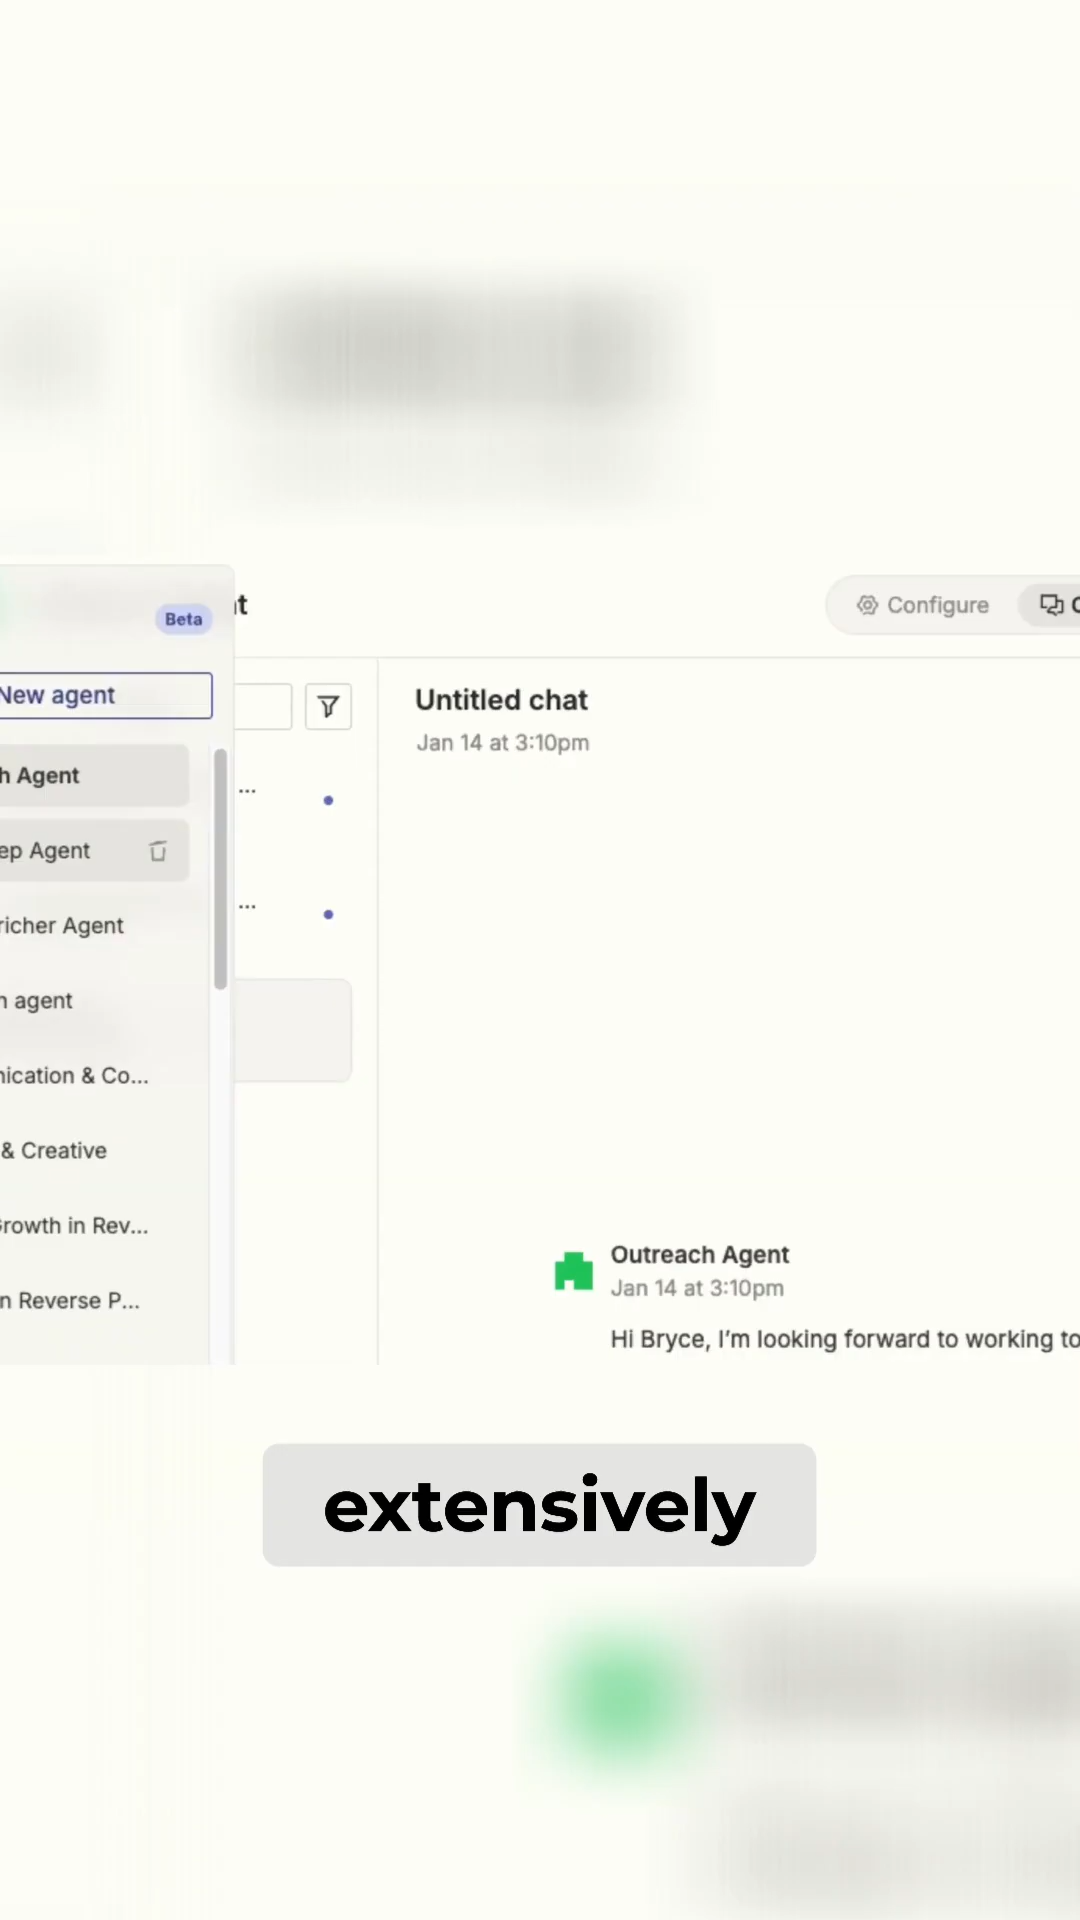 Beta
New agent
h Agent
ep Agent
richer Agent
n agent
nication & Co...
& Creative
Growth in Rev...
n Reverse P...
nt
...
...
Configure
Untitled chat
Jan 14 at 3:10pm
Outreach Agent
Jan 14 at 3:10pm
Hi Bryce, I'm looking forward to working to
extensively